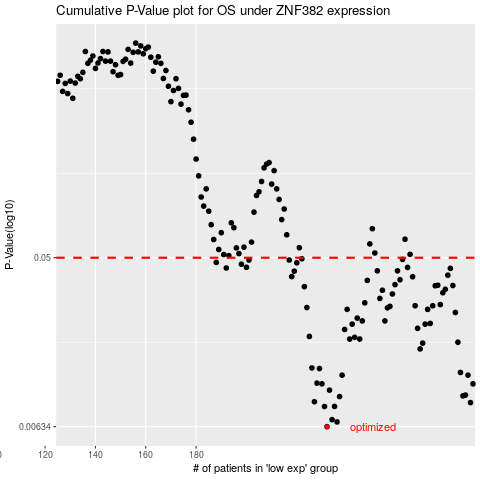 Cumulative P-Value plot for OS under ZNF382 expression
P-Value(log10)
0.05
0.00634
optimized
0 120 140 160 180
# of patients in 'low exp' group